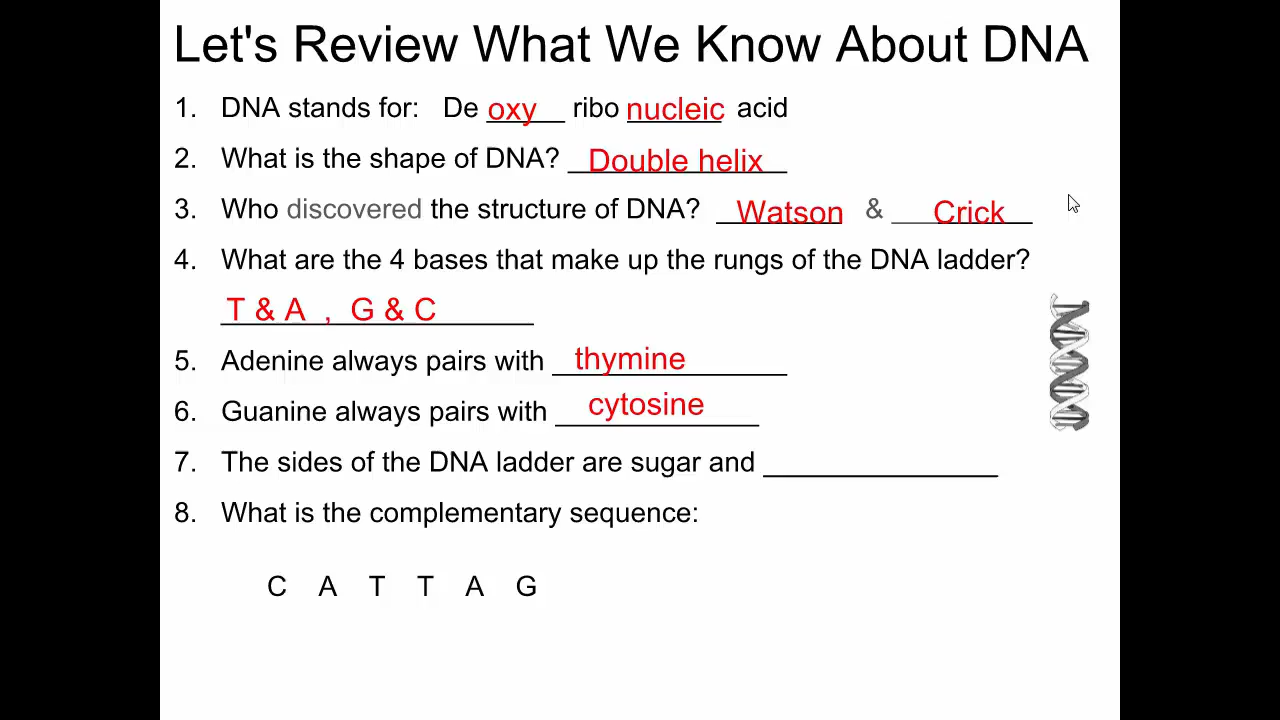 Let's Review What We Know About DNA
1. DNA stands for: De oxy ribo nucleic acid
2. What is the shape of DNA? Double helix
3. Who discovered the structure of DNA? Watson & Crick
4. What are the 4 bases that make up the rungs of the DNA ladder?
T & A , G & C
5. Adenine always pairs with thymine
6. Guanine always pairs with cytosine
7. The sides of the DNA ladder are sugar and
8. What is the complementary sequence:
C A T T A G